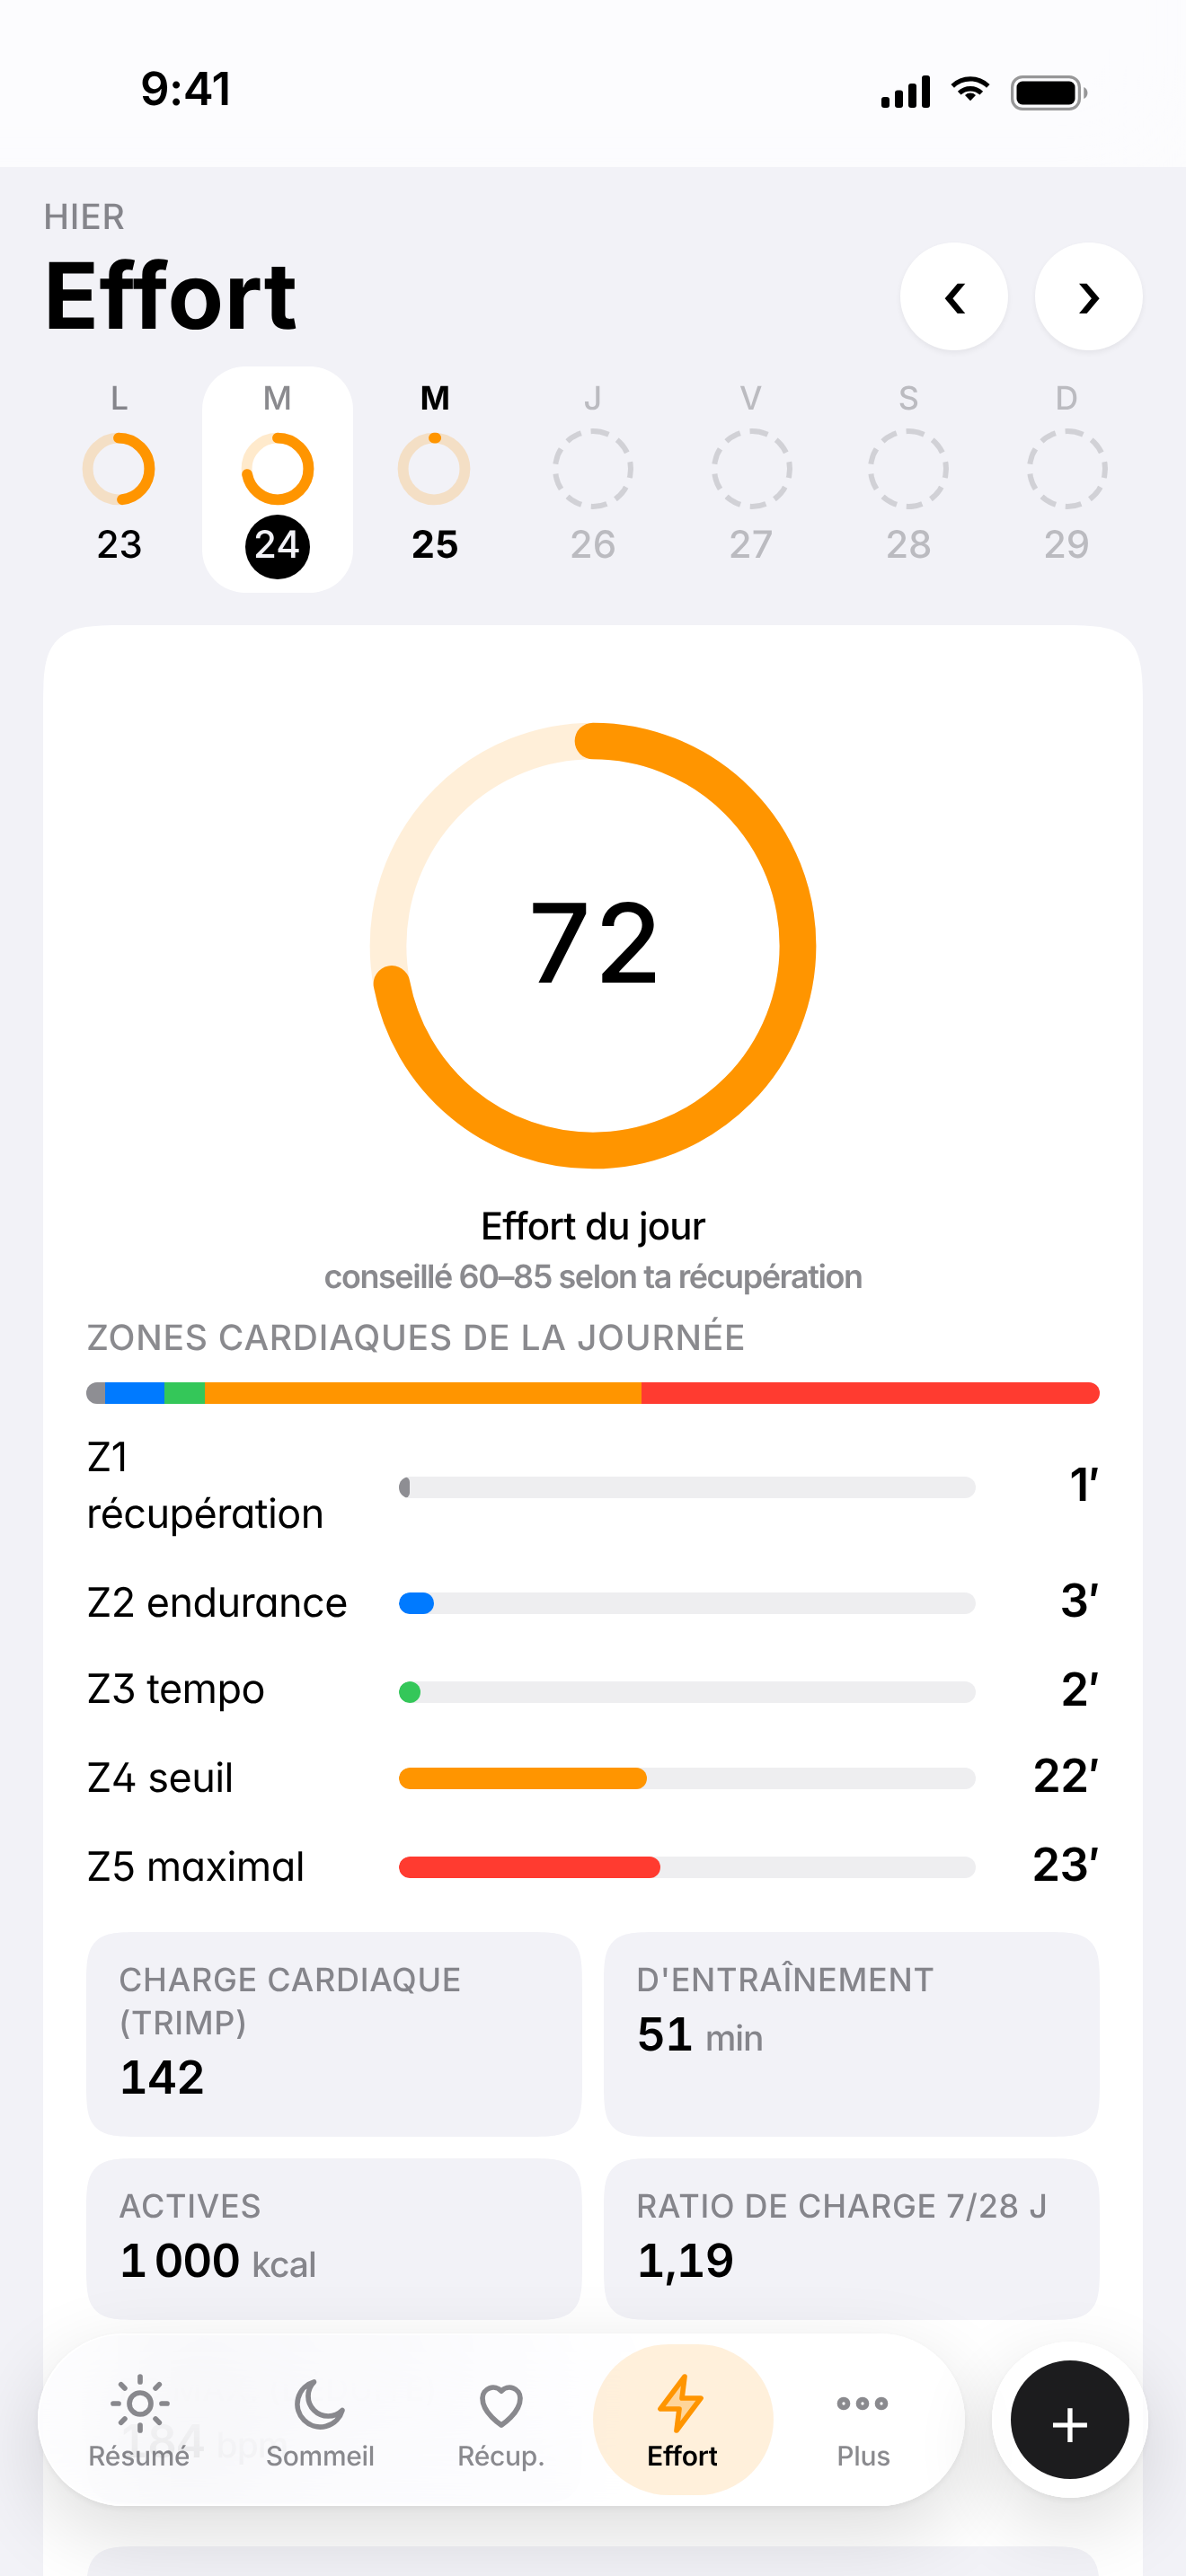 9:41
HIER
Effort
L M M J V S D
23 24 25 26 27 28 29
72
Effort du jour
conseillé 60–85 selon ta récupération
ZONES CARDIAQUES DE LA JOURNÉE
Z1
récupération
1′
Z2 endurance 3′
Z3 tempo 2′
Z4 seuil 22′
Z5 maximal 23′
CHARGE CARDIAQUE
(TRIMP)
142
D'ENTRAÎNEMENT
51 min
ACTIVES
1 000 kcal
RATIO DE CHARGE 7/28 J
1,19
184 bpm
Résumé Sommeil Récup. Effort Plus